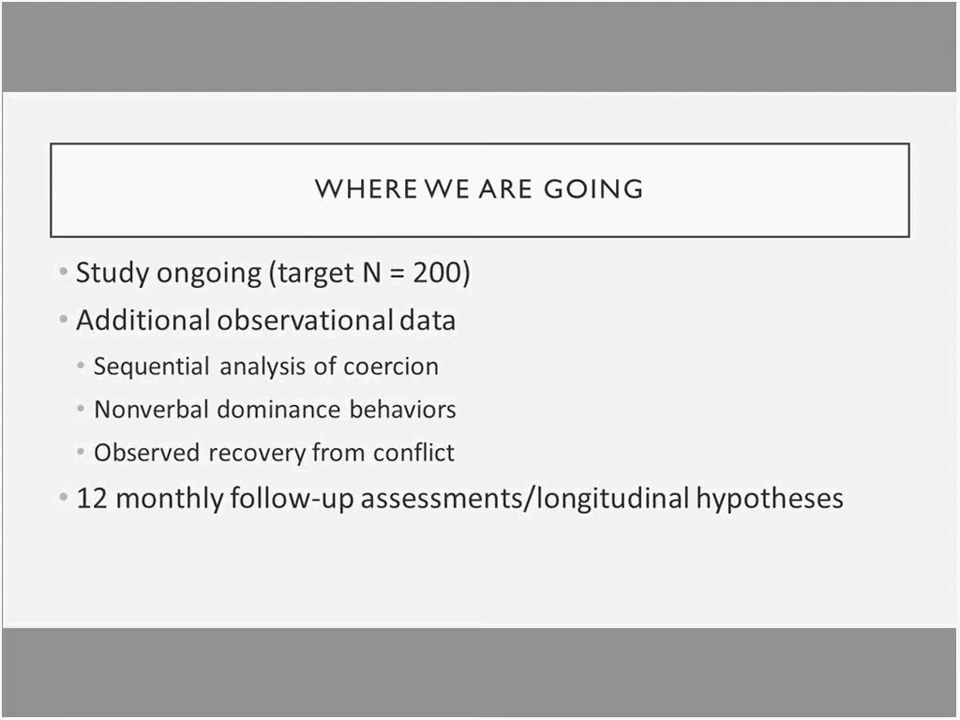 WHERE WE ARE GOING
• Study ongoing (target N = 200)
• Additional observational data
• Sequential analysis of coercion
• Nonverbal dominance behaviors
• Observed recovery from conflict
• 12 monthly follow-up assessments/longitudinal hypotheses